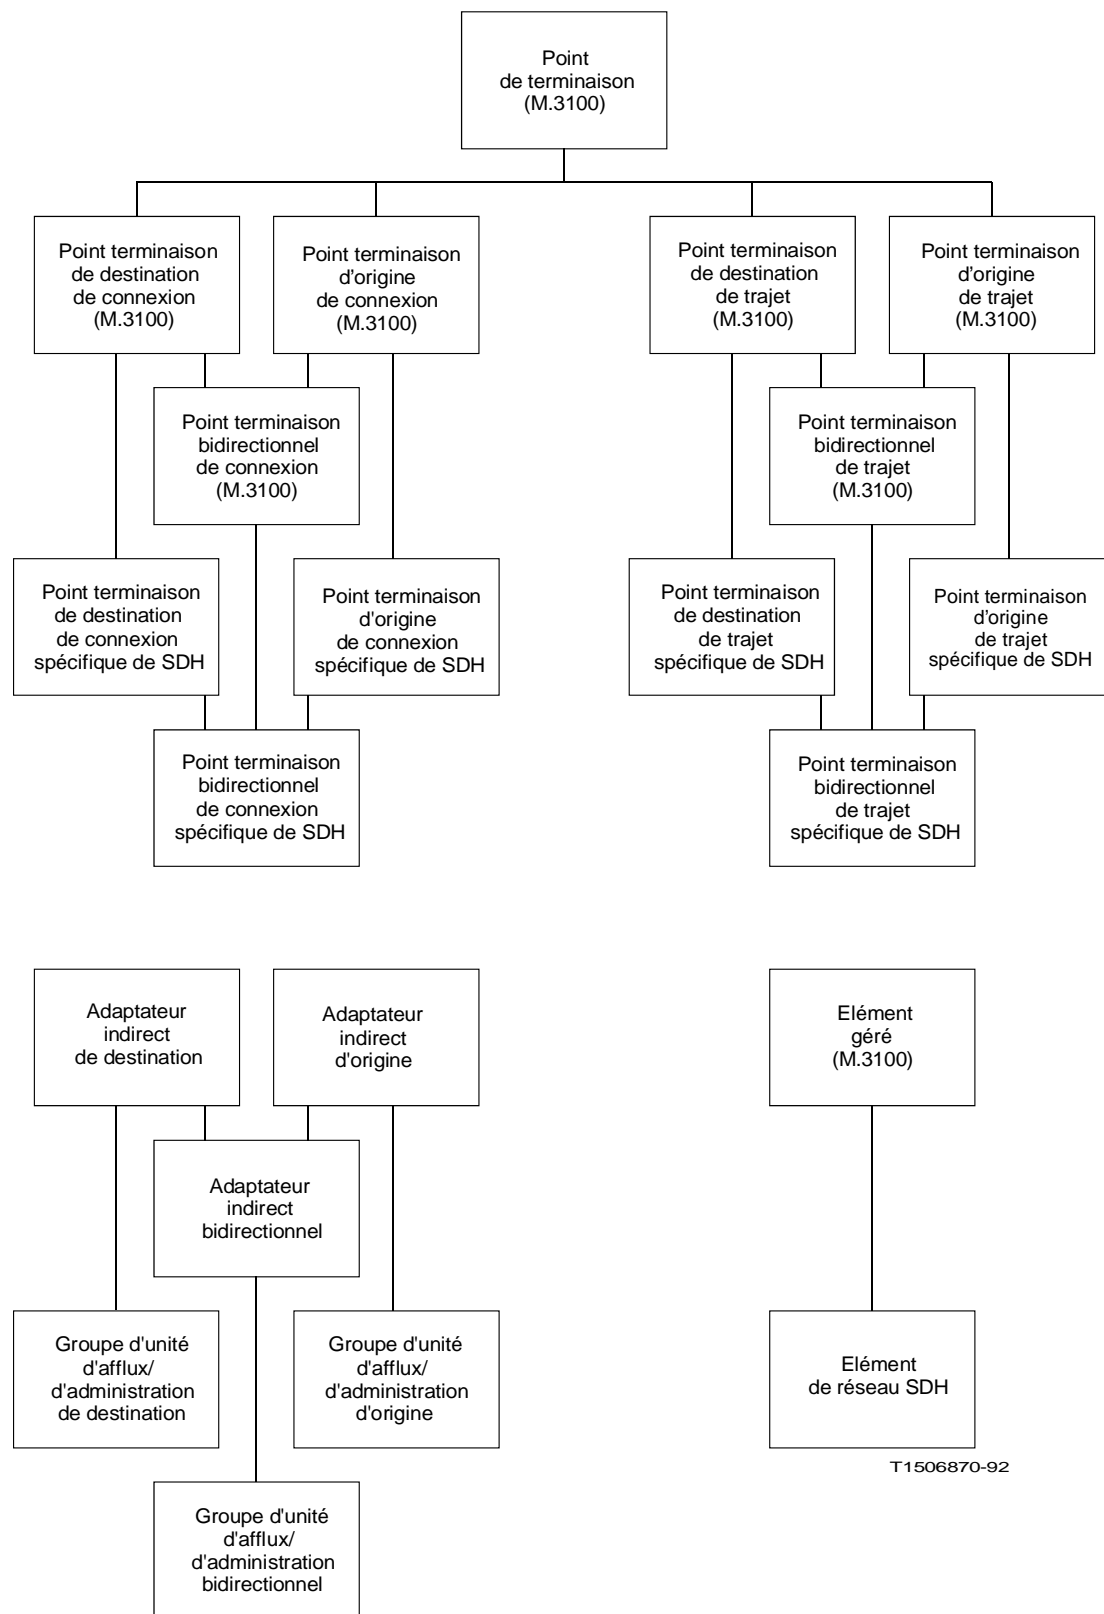 Point
de terminaison
(M.3100)
Point terminaison
de destination
de connexion
(M.3100)
Point terminaison
d'origine
de connexion
(M.3100)
Point terminaison
de destination
de trajet
(M.3100)
Point terminaison
d'origine
de trajet
(M.3100)
Point terminaison
bidirectionnel
de connexion
(M.3100)
Point terminaison
bidirectionnel
de trajet
(M.3100)
Point terminaison
de destination
de connexion
spécifique de SDH
Point terminaison
d'origine
de connexion
spécifique de SDH
Point terminaison
de destination
de trajet
spécifique de SDH
Point terminaison
d'origine
de trajet
spécifique de SDH
Point terminaison
bidirectionnel
de connexion
spécifique de SDH
Point terminaison
bidirectionnel
de trajet
spécifique de SDH
Adaptateur
indirect
de destination
Adaptateur
indirect
d'origine
Elément
géré
(M.3100)
Adaptateur
indirect
bidirectionnel
Groupe d'unité
d'afflux/
d'administration
de destination
Groupe d'unité
d'afflux/
d'administration
d'origine
Elément
de réseau SDH
T1506870-92
Groupe d'unité
d'afflux/
d'administration
bidirectionnel